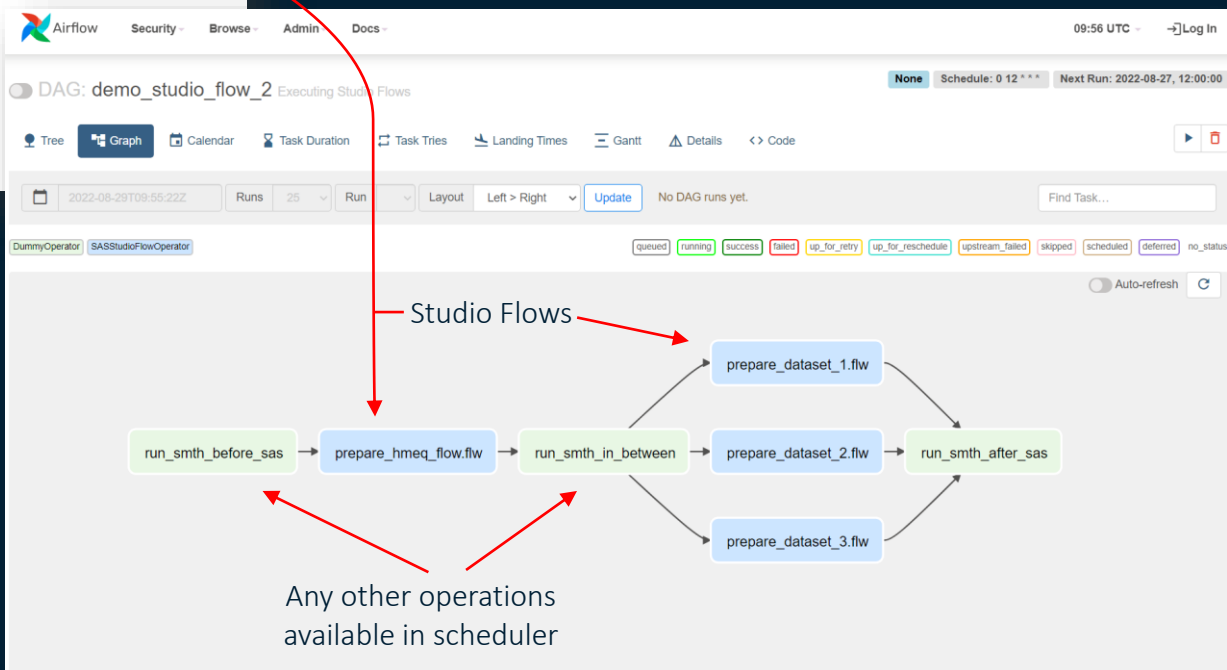 Airflow Security Browse Admin Docs 09:56 UTC Log In
DAG: demo_studio_flow_2 Executing Studio Flows None Schedule: 0 12 * * * Next Run: 2022-08-27, 12:00:00
Tree Graph Calendar Task Duration Task Tries Landing Times Gantt Details <> Code
2022-08-29T09:55:22Z Runs 25 Run Layout Left > Right Update No DAG runs yet. Find Task...
DummyOperator SASStudioFlowOperator queued running success failed up_for_retry up_for_reschedule upstream_failed skipped scheduled deferred no_status
Auto-refresh
Studio Flows
prepare_dataset_1.flw
run_smth_before_sas prepare_hmeq_flow.flw run_smth_in_between prepare_dataset_2.flw run_smth_after_sas
prepare_dataset_3.flw
Any other operations
available in scheduler